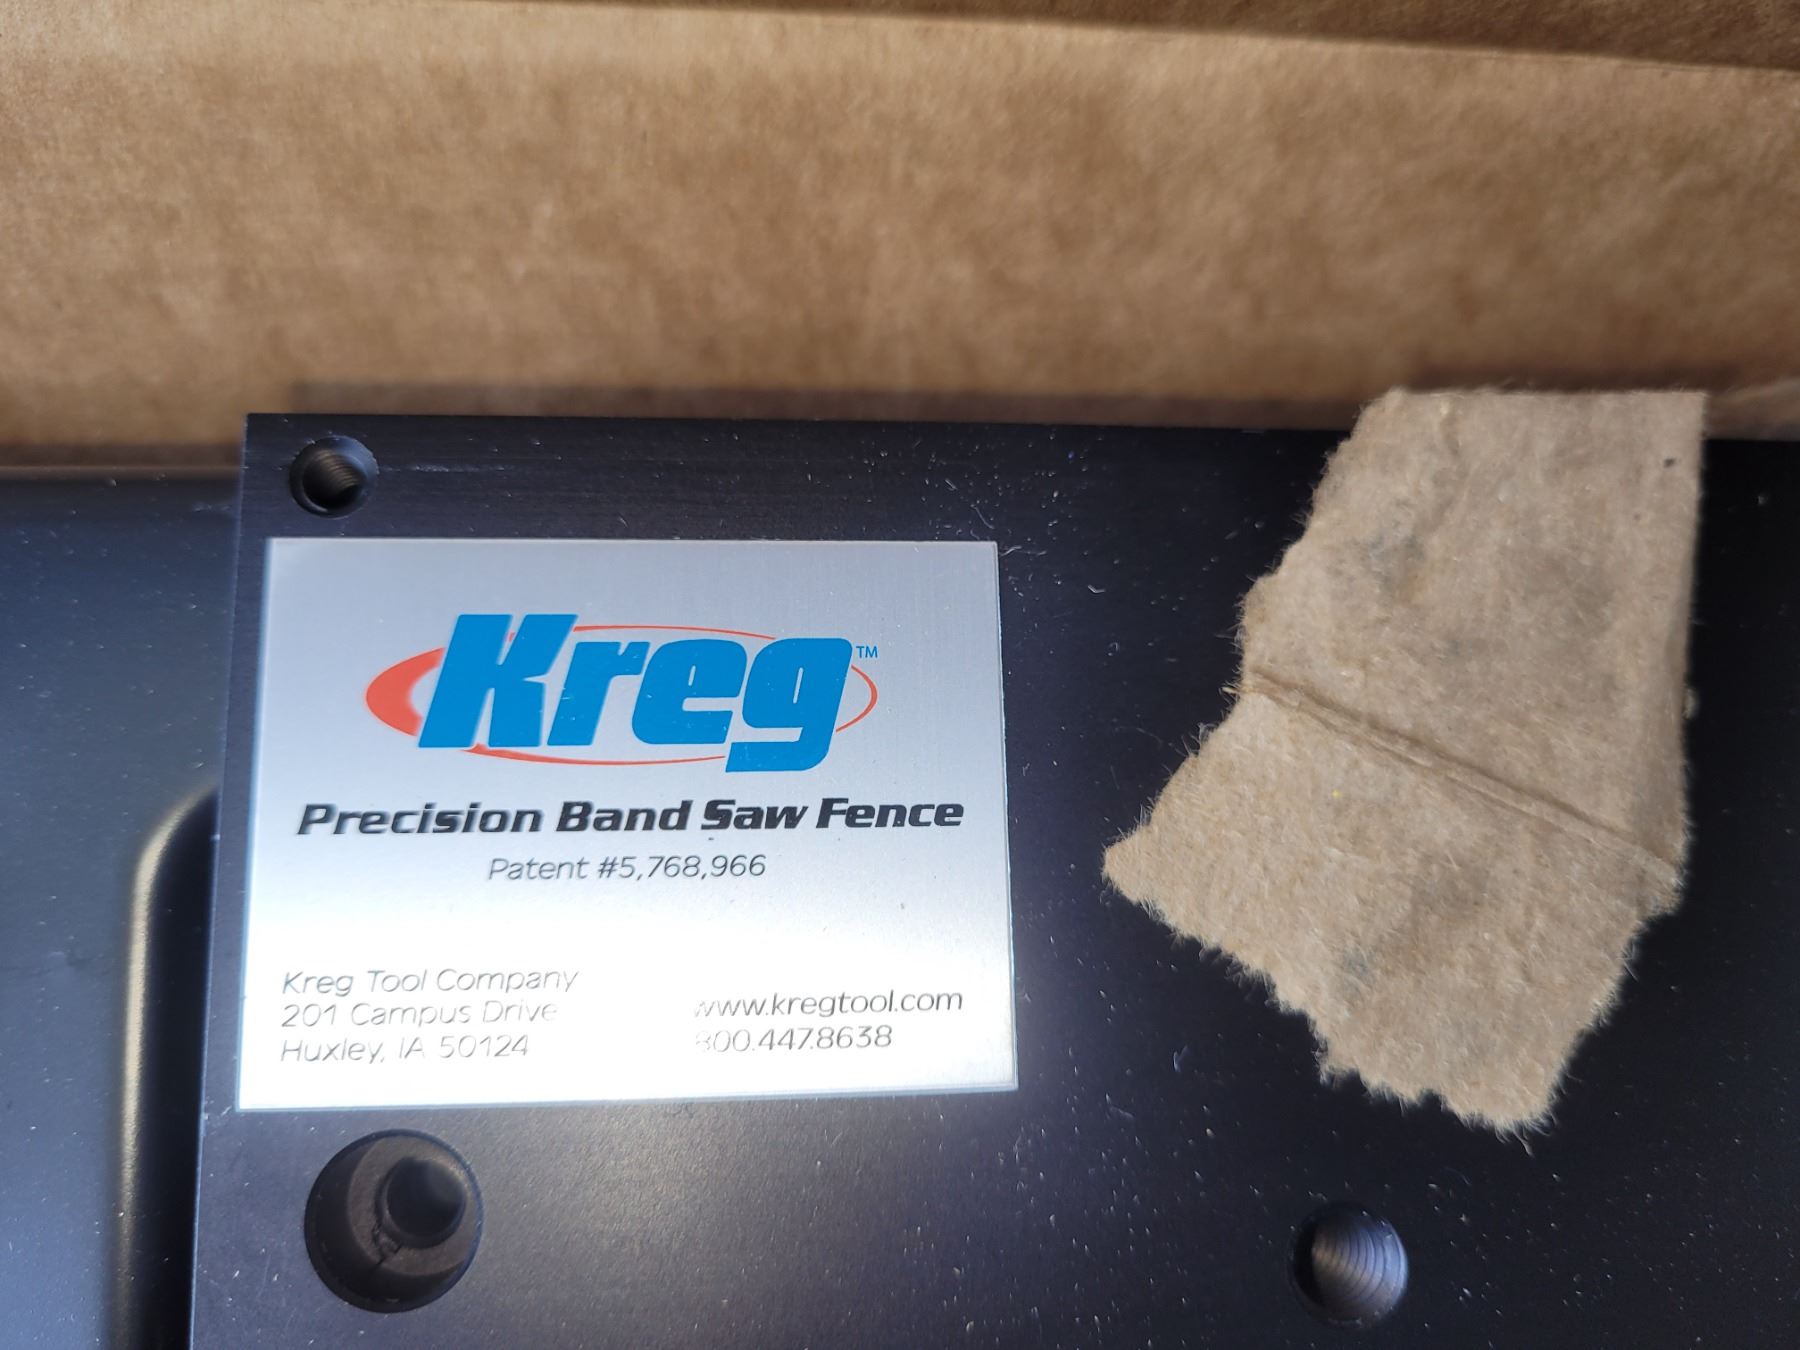 Kreg™
Precision Band Saw Fence
Patent #5,768,966
Kreg Tool Company
201 Campus Drive
Huxley, IA 50124
www.kregtool.com
800.447.8638